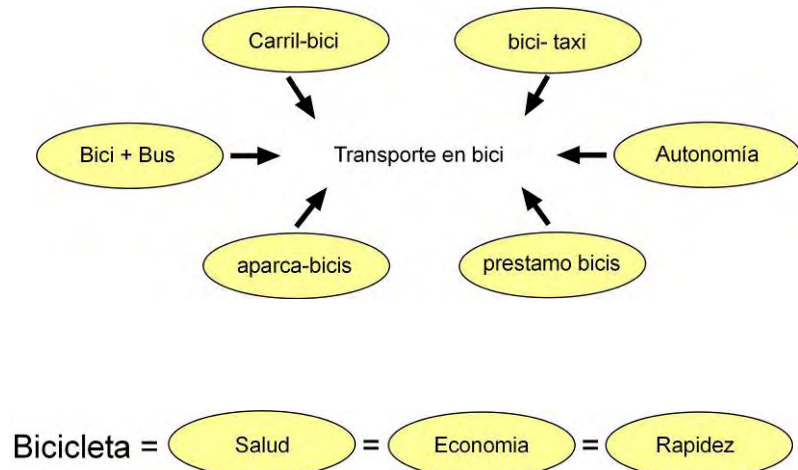 Carril-bici
bici- taxi
Bici + Bus
Transporte en bici
Autonomía
aparca-bicis
prestamo bicis
Bicicleta = Salud = Economia = Rapidez